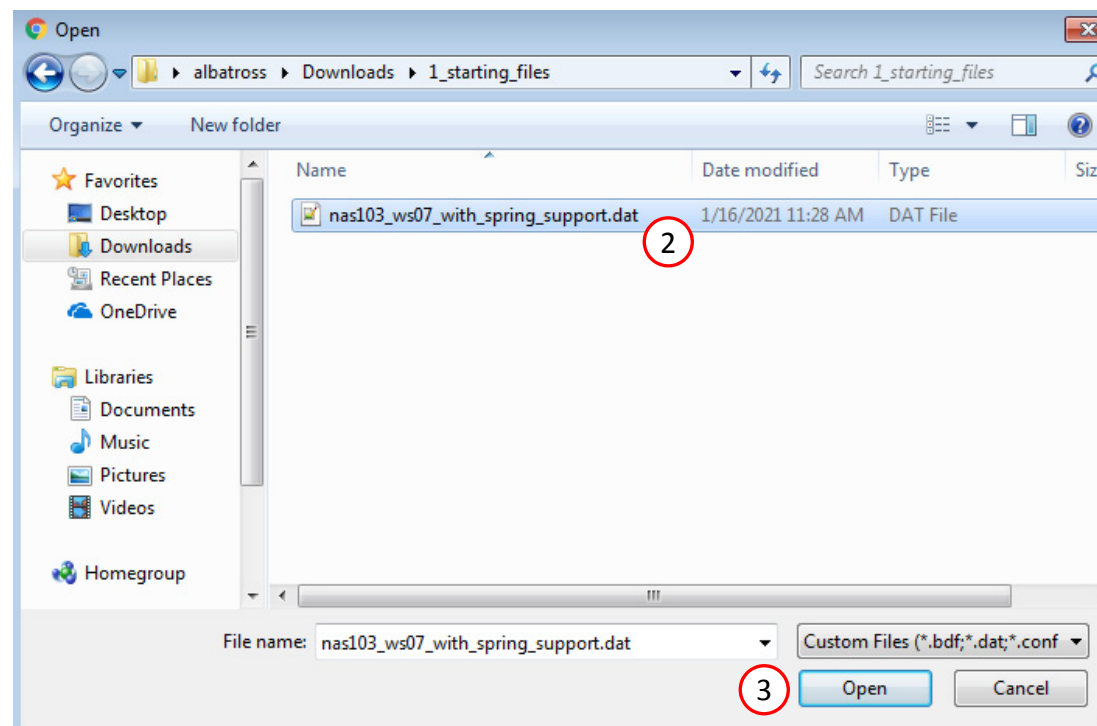 Open
albatross Downloads 1_starting_files Search 1_starting_files
Organize New folder
Name Date modified Type Siz
Favorites
nas103_ws07_with_spring_support.dat 1/16/2021 11:28 AM DAT File
2
Desktop
Downloads
Recent Places
OneDrive
Libraries
Documents
Music
Pictures
Videos
Homegroup
File name: nas103_ws07_with_spring_support.dat Custom Files (*.bdf;*.dat;*.conf
3 Open Cancel